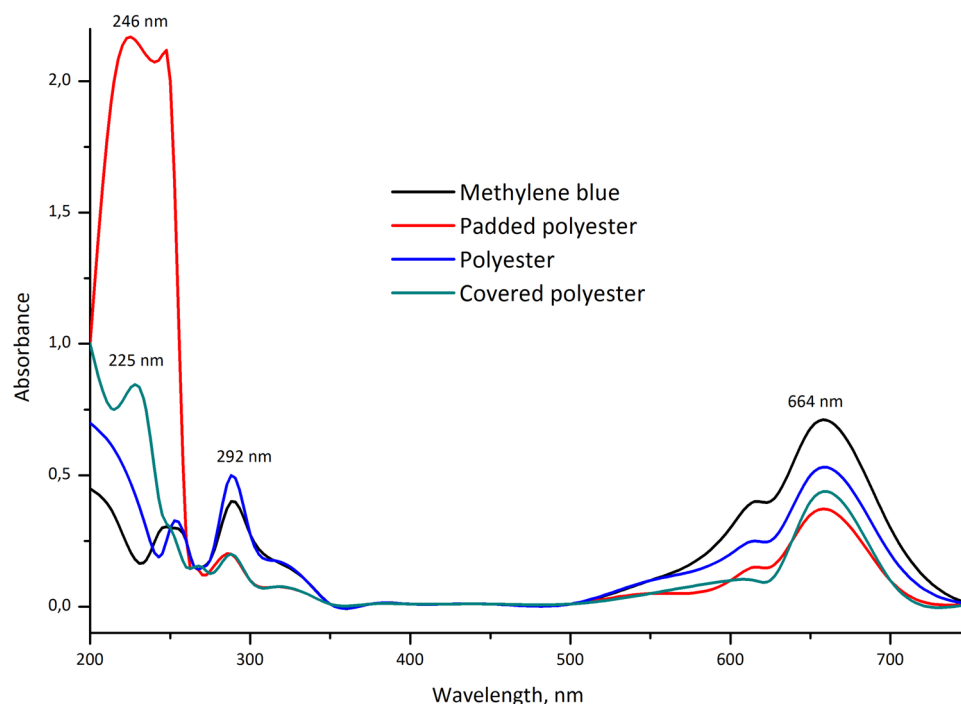 246 nm
2,0
1,5
Methylene blue
Padded polyester
Polyester
Covered polyester
Absorbance
1,0
225 nm
664 nm
292 nm
0,5
0,0
200
300
400
500
600
700
Wavelength, nm